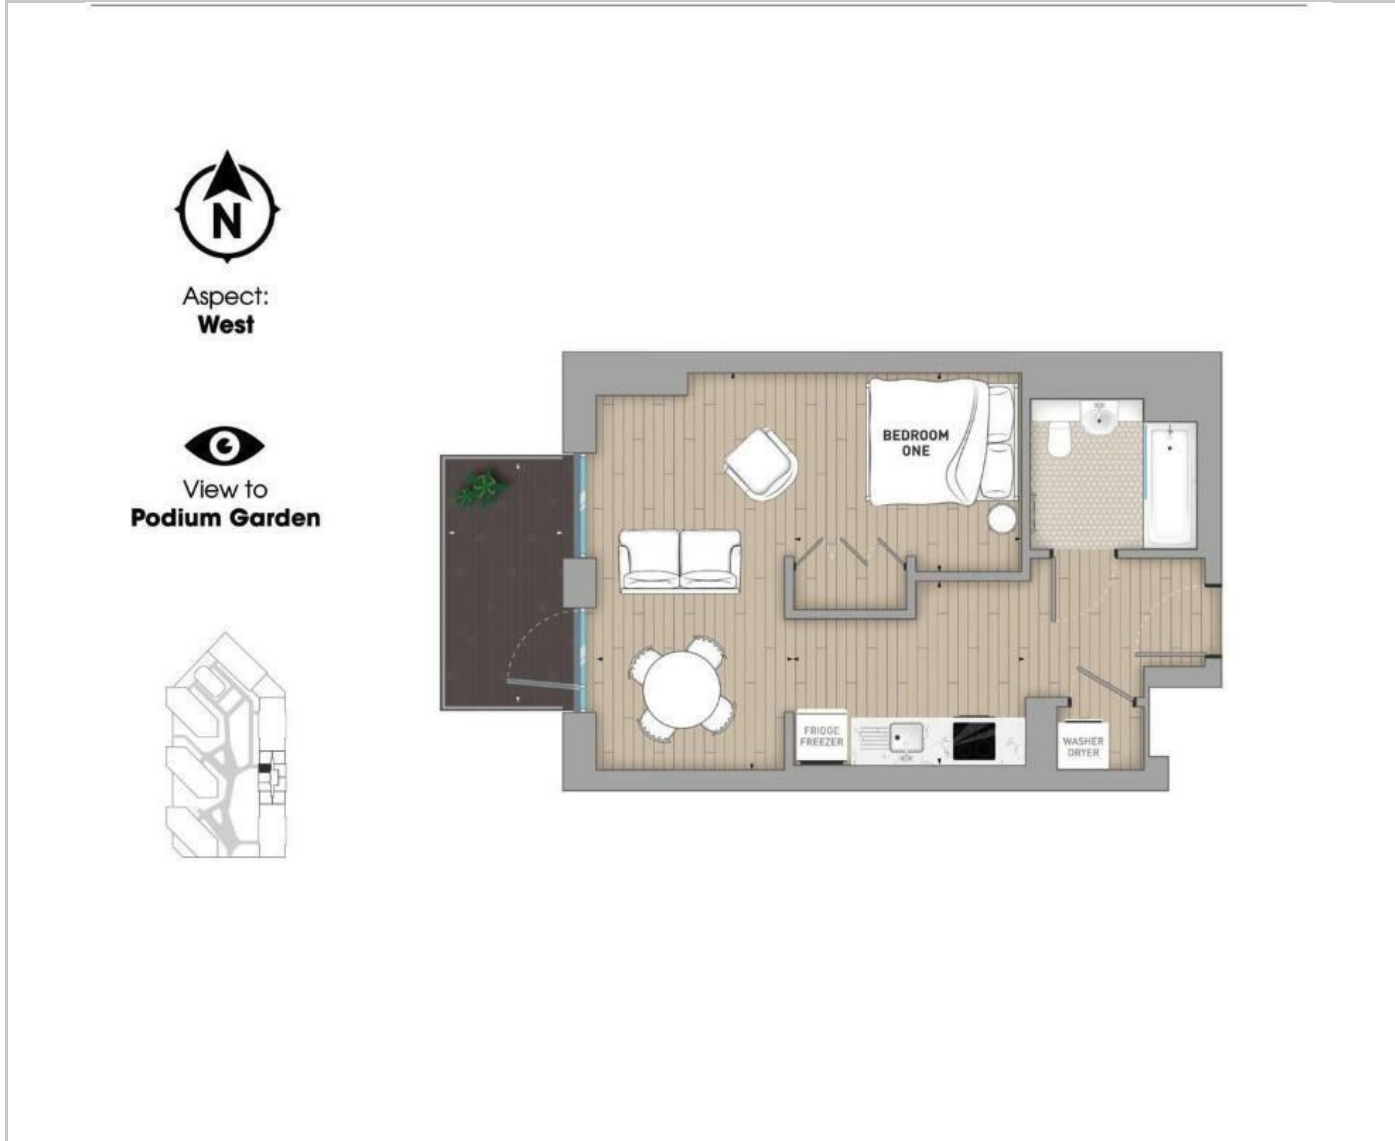 N
Aspect:
West
View to
Podium Garden
BEDROOM
ONE
FRIDGE
FREEZER
WASHER
DRYER